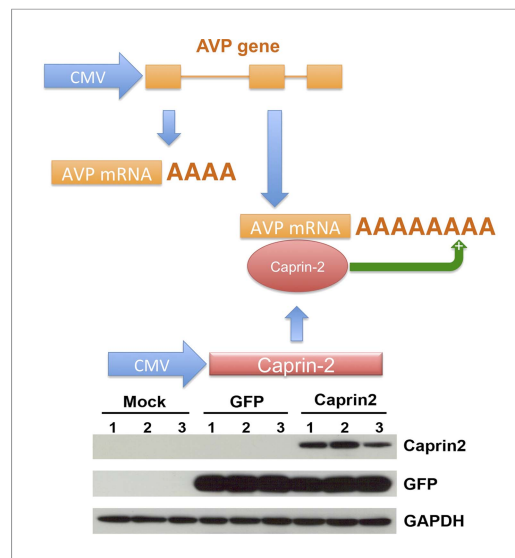 AVP gene
CMV
AVP mRNA AAAA
AVP mRNA AAAAAAAA
Caprin-2
+
CMV Caprin-2
Mock GFP Caprin2
1 2 3 1 2 3 1 2 3
Caprin2
GFP
GAPDH